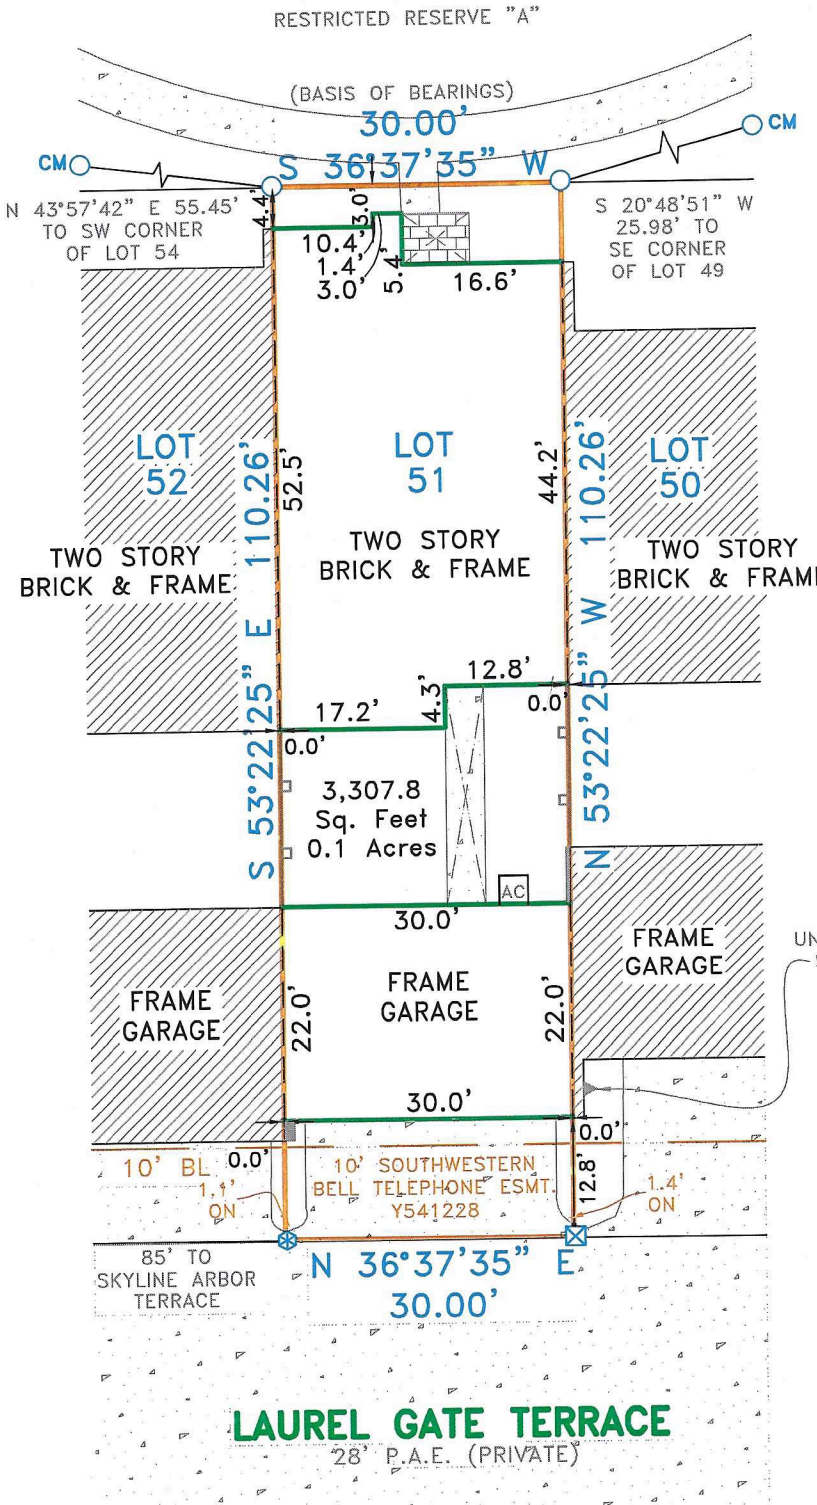 RESTRICTED RESERVE "A"
(BASIS OF BEARINGS)
30.00'
S 36°37'35" W
CM
CM
N 43°57'42" E 55.45'
TO SW CORNER
OF LOT 54
S 20°48'51" W
25.98' TO
SE CORNER
OF LOT 49
4.4'
3.0'
10.4'
1.4'
3.0'
5.4'
16.6'
LOT
52
LOT
51
LOT
50
S 53°22'25" E 110.26'
52.5'
44.2'
N 53°22'25" W 110.26'
TWO STORY
BRICK & FRAME
TWO STORY
BRICK & FRAME
TWO STORY
BRICK & FRAME
12.8'
17.2'
4.3'
0.0'
0.0'
3,307.8
Sq. Feet
0.1 Acres
AC
30.0'
FRAME
GARAGE
FRAME
GARAGE
FRAME
GARAGE
UN
22.0'
22.0'
30.0'
0.0'
0.0'
10' BL
10' SOUTHWESTERN
BELL TELEPHONE ESMT.
Y541228
12.8'
1.1'
ON
1.4'
ON
85' TO
SKYLINE ARBOR
TERRACE
N 36°37'35" E
30.00'
LAUREL GATE TERRACE
28' P.A.E. (PRIVATE)